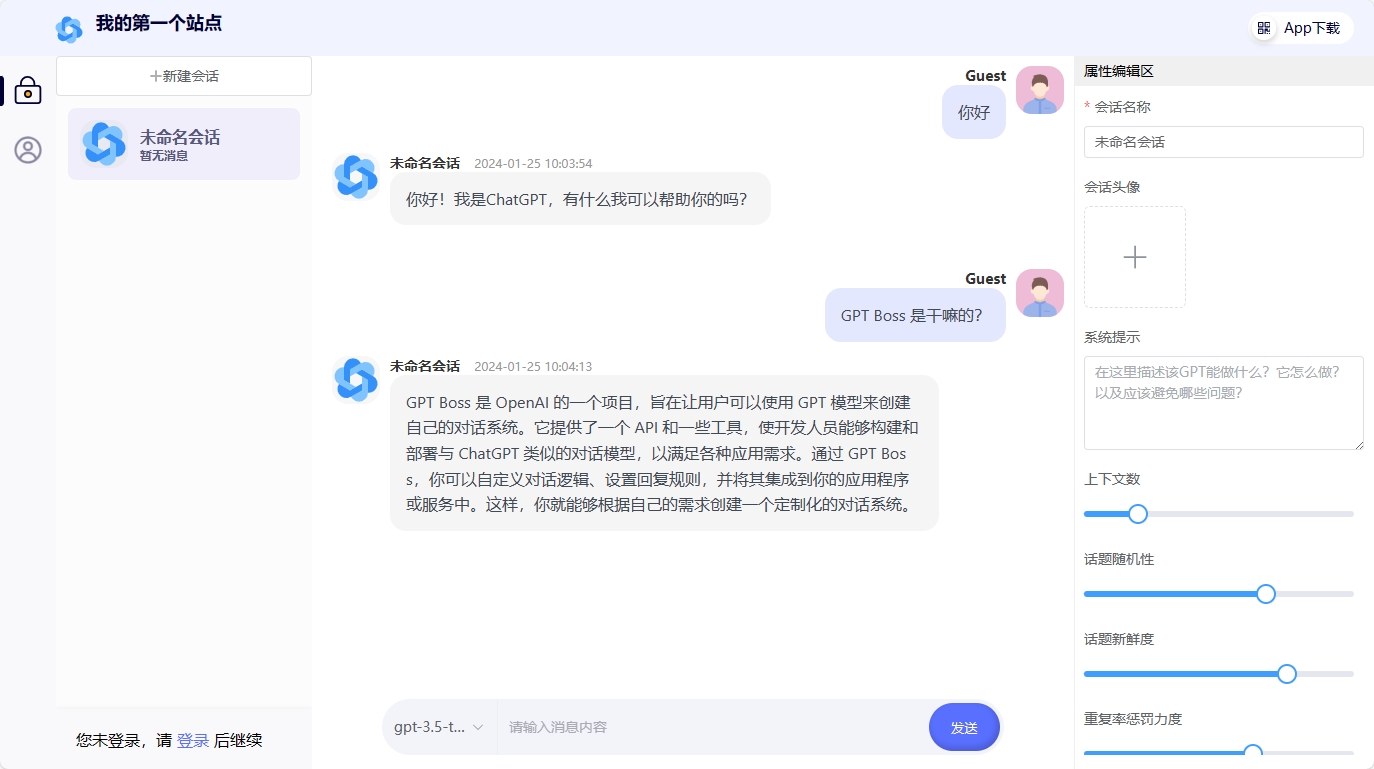 我的第一个站点
App下载
新建会话
未命名会话
暂无消息
您未登录，请 登录 后继续
Guest
你好
未命名会话 2024-01-25 10:03:54
你好！我是ChatGPT，有什么我可以帮助你的吗？
Guest
GPT Boss 是干嘛的？
未命名会话 2024-01-25 10:04:13
GPT Boss 是 OpenAI 的一个项目，旨在让用户可以使用 GPT 模型来创建
自己的对话系统。它提供了一个 API 和一些工具，使开发人员能够构建和
部署与 ChatGPT 类似的对话模型，以满足各种应用需求。通过 GPT Bos
s，你可以自定义对话逻辑、设置回复规则，并将其集成到你的应用程序
或服务中。这样，你就能够根据自己的需求创建一个定制化的对话系统。
gpt-3.5-t...
请输入消息内容
发送
属性编辑区
* 会话名称
未命名会话
会话头像
系统提示
在这里描述该GPT能做什么？它怎么做？
以及应该避免哪些问题？
上下文数
话题随机性
话题新鲜度
重复率惩罚力度